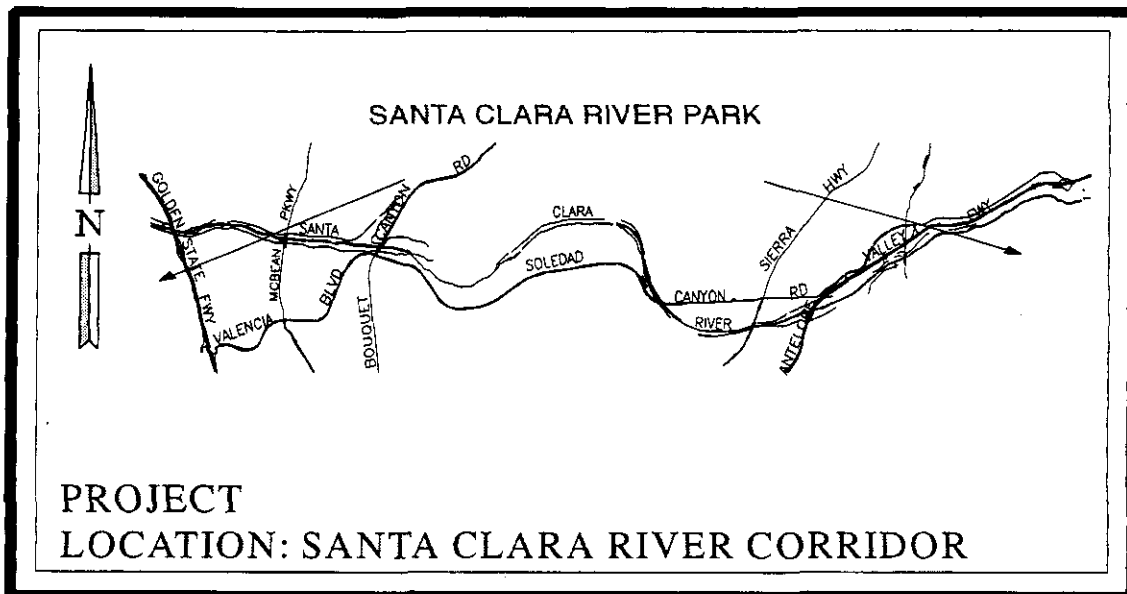 SANTA CLARA RIVER PARK
N
GOLDEN STATE FWY
MCBEAN PKWY
SANTA
CANYON RD
BLVD
VALENCIA
BOUQUET
CLARA
SOLEDAD
CANYON RD
RIVER
SIERRA HWY
ANTELOPE
VALLEY FWY
PROJECT
LOCATION: SANTA CLARA RIVER CORRIDOR